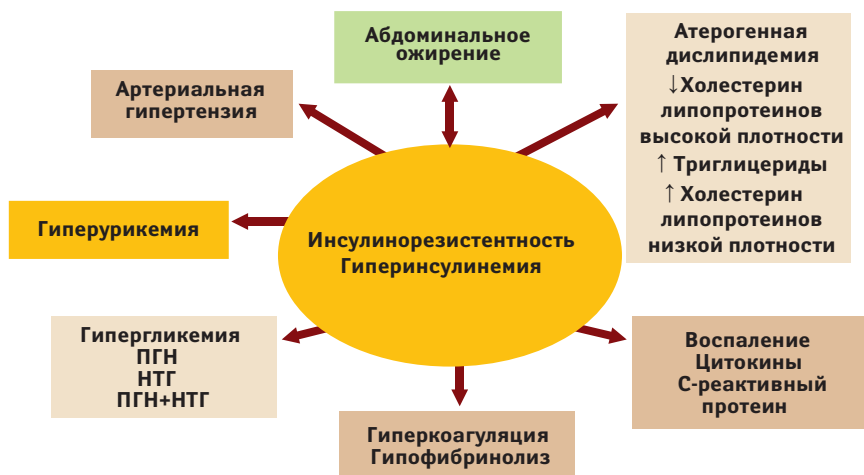 Абдоминальное
ожирение
Атерогенная
дислипидемия
↓Холестерин
липопротеинов
высокой плотности
↑ Триглицериды
↑ Холестерин
липопротеинов
низкой плотности
Артериальная
гипертензия
Гиперурикемия
Инсулинорезистентность
Гиперинсулинемия
Гипергликемия
ПГН
НТГ
ПГН+НТГ
Гиперкоагуляция
Гипофибринолиз
Воспаление
Цитокины
С-реактивный
протеин